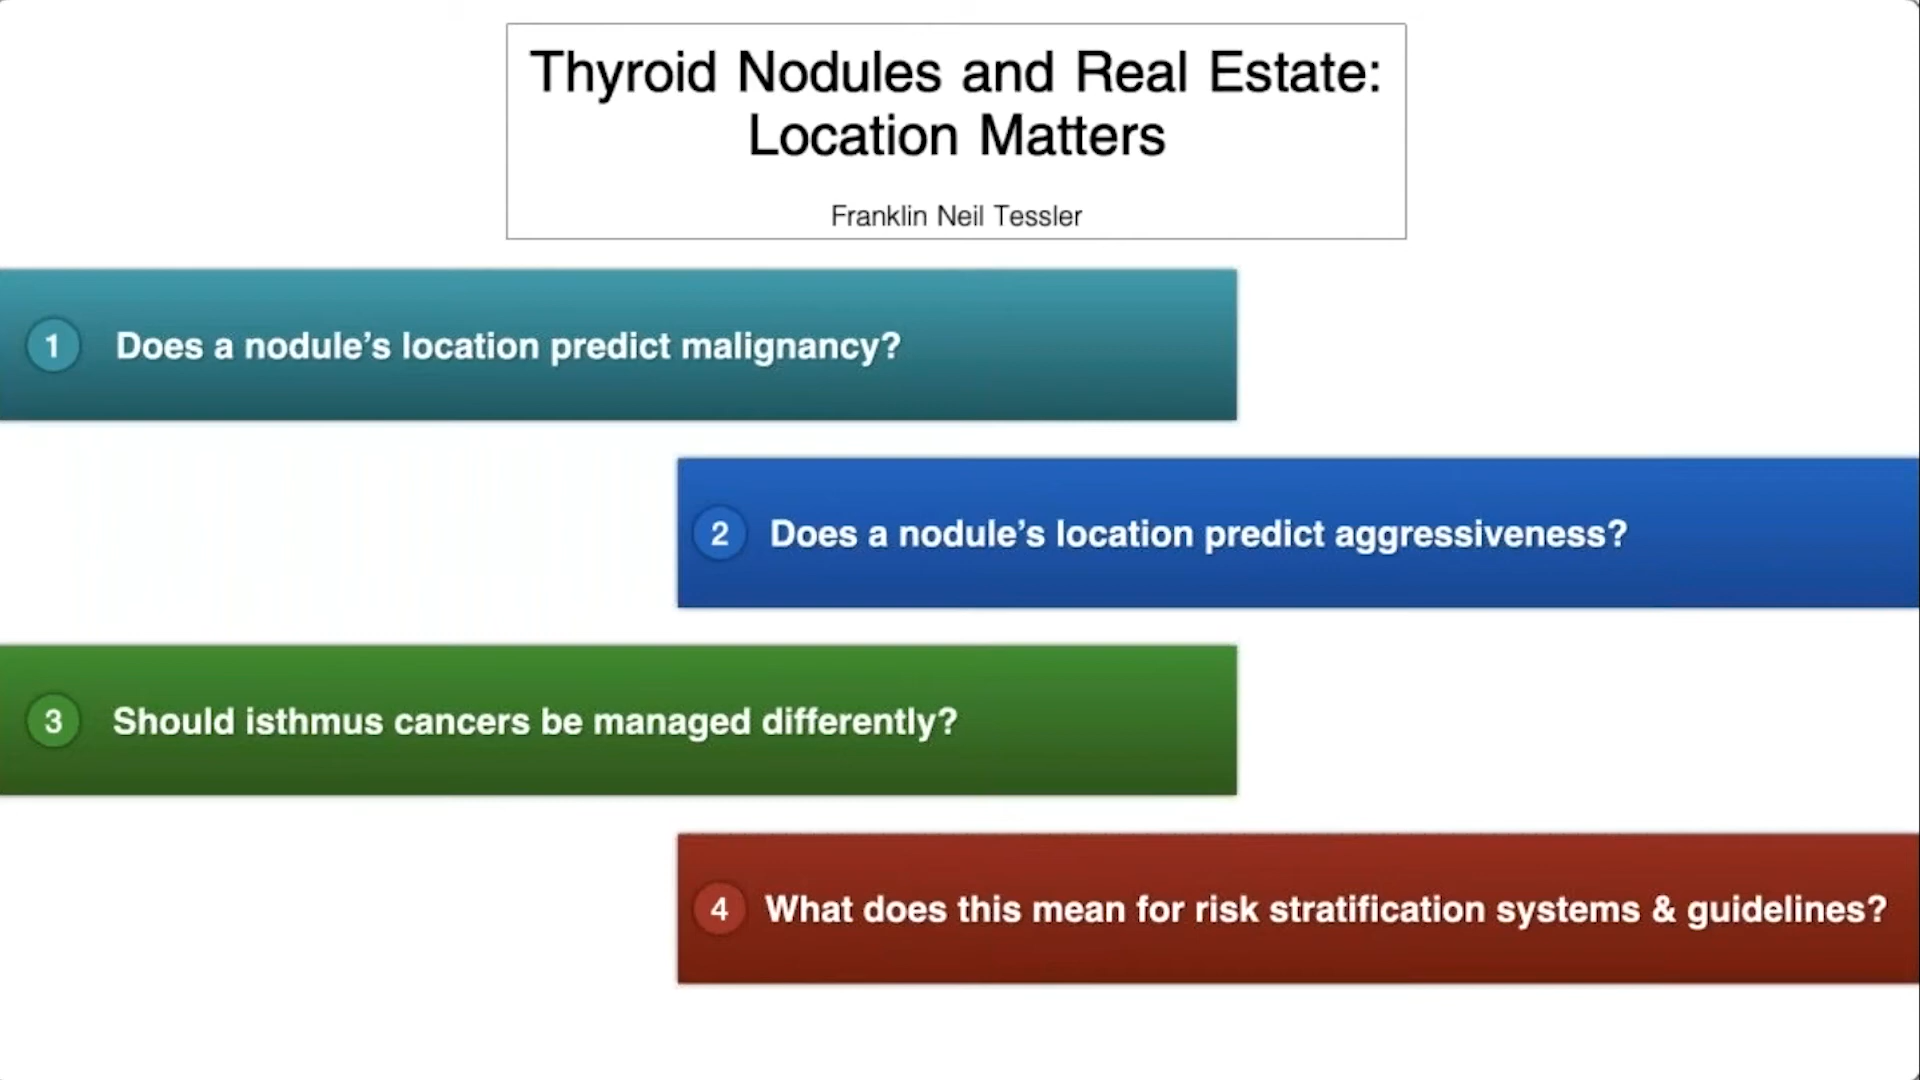 Thyroid Nodules and Real Estate:
Location Matters
Franklin Neil Tessler
1 Does a nodule’s location predict malignancy?
2 Does a nodule’s location predict aggressiveness?
3 Should isthmus cancers be managed differently?
4 What does this mean for risk stratification systems & guidelines?